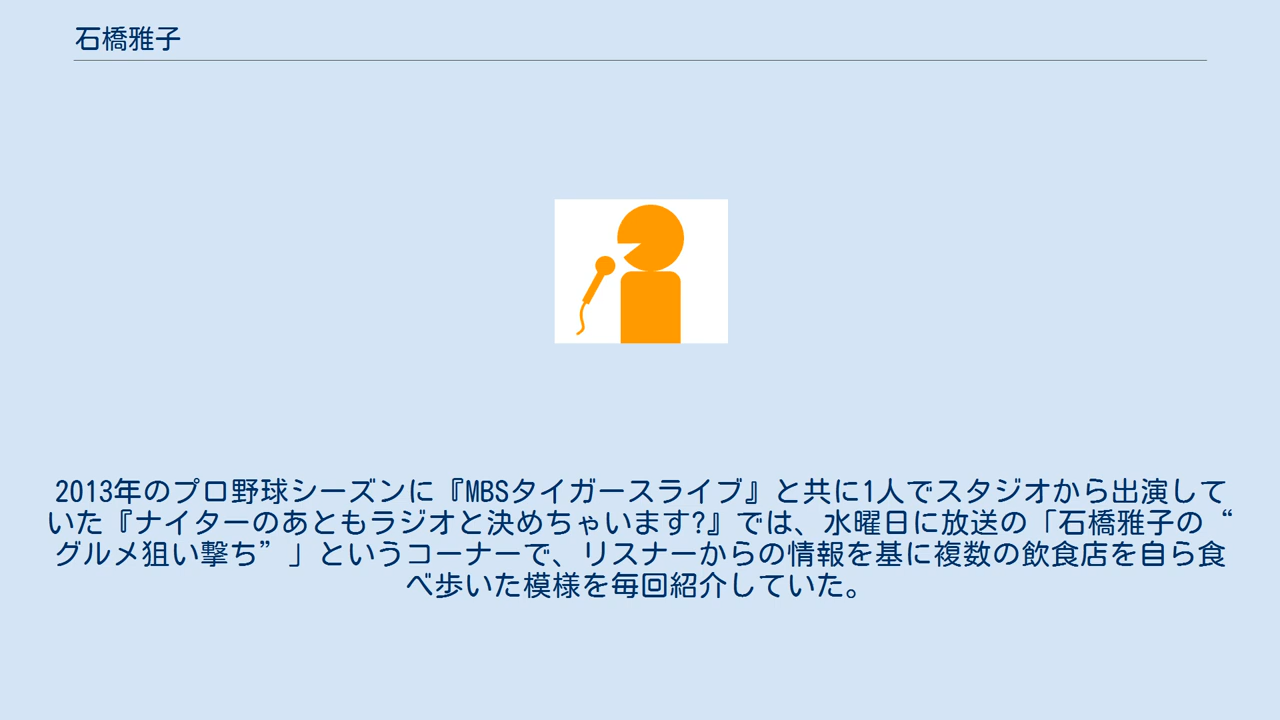 石橋雅子
2013年のプロ野球シーズンに『MBSタイガースライブ』と共に1人でスタジオから出演して
いた『ナイターのあともラジオと決めちゃいます?』では、水曜日に放送の「石橋雅子の“
グルメ狙い撃ち”」というコーナーで、リスナーからの情報を基に複数の飲食店を自ら食
べ歩いた模様を毎回紹介していた。